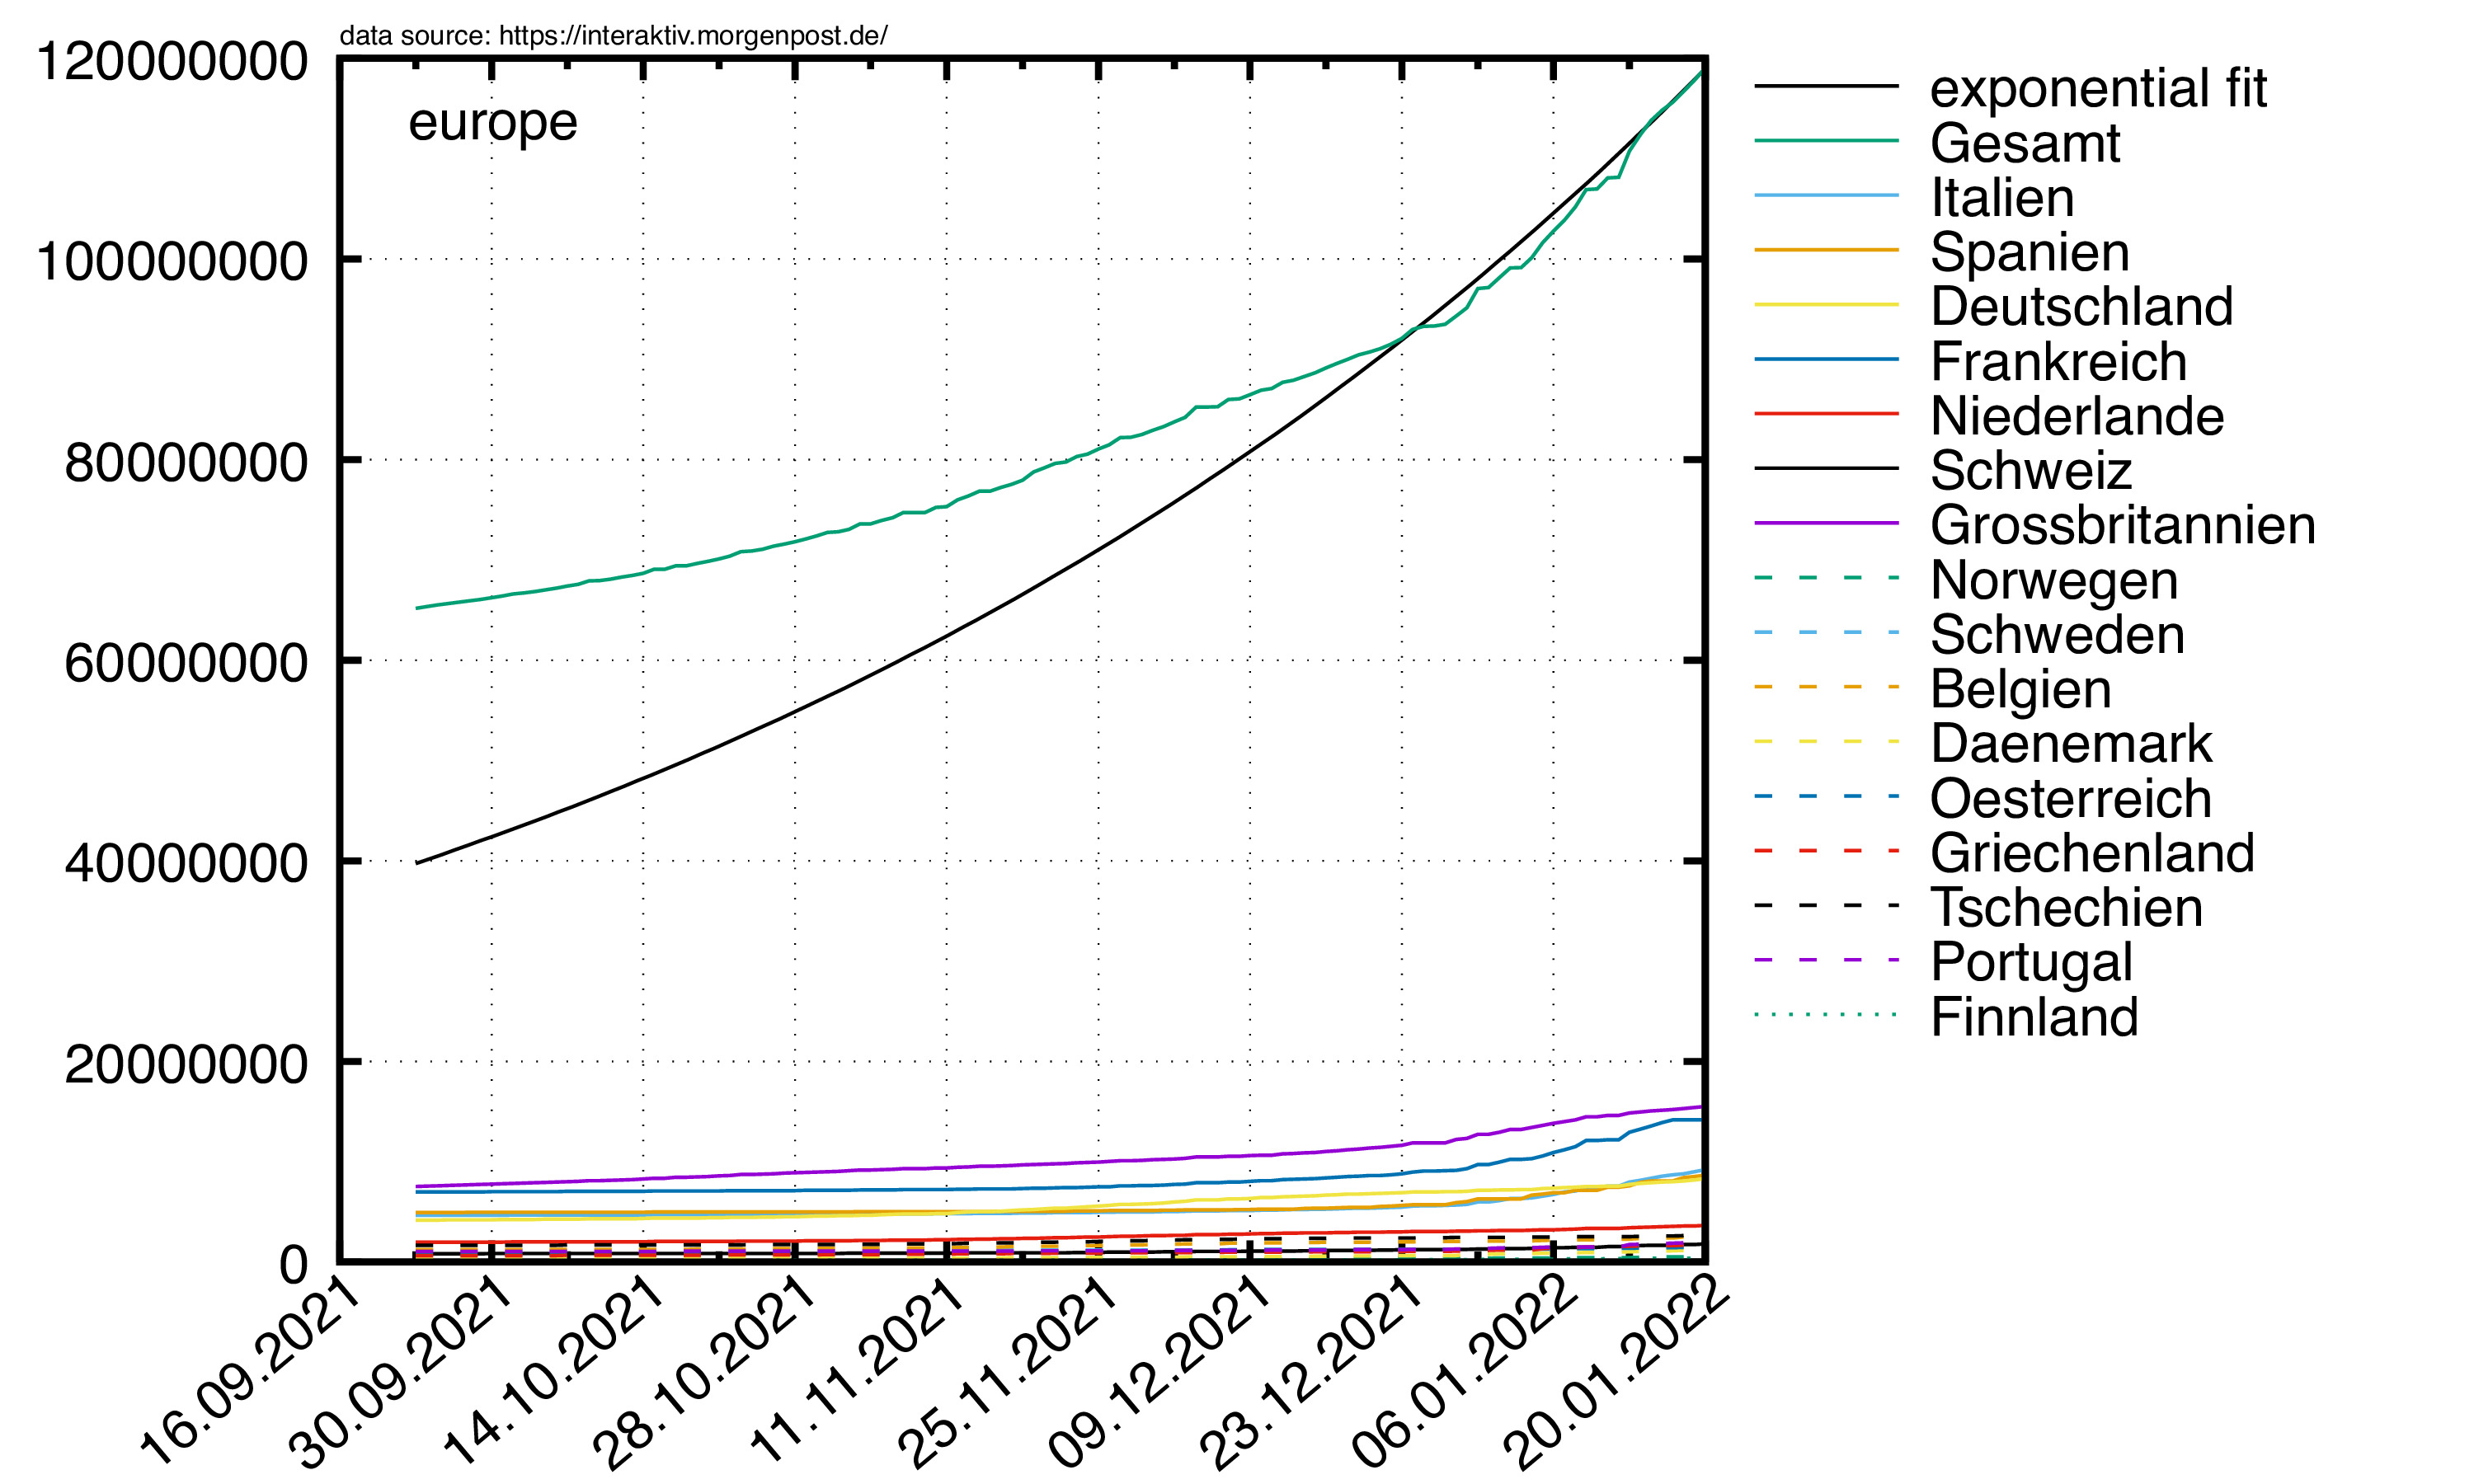 data source: https://interaktiv.morgenpost.de/
europe
120000000
100000000
80000000
60000000
40000000
20000000
0
16.09.2021
30.09.2021
14.10.2021
28.10.2021
11.11.2021
25.11.2021
09.12.2021
23.12.2021
06.01.2022
20.01.2022
exponential fit
Gesamt
Italien
Spanien
Deutschland
Frankreich
Niederlande
Schweiz
Grossbritannien
Norwegen
Schweden
Belgien
Daenemark
Oesterreich
Griechenland
Tschechien
Portugal
Finnland